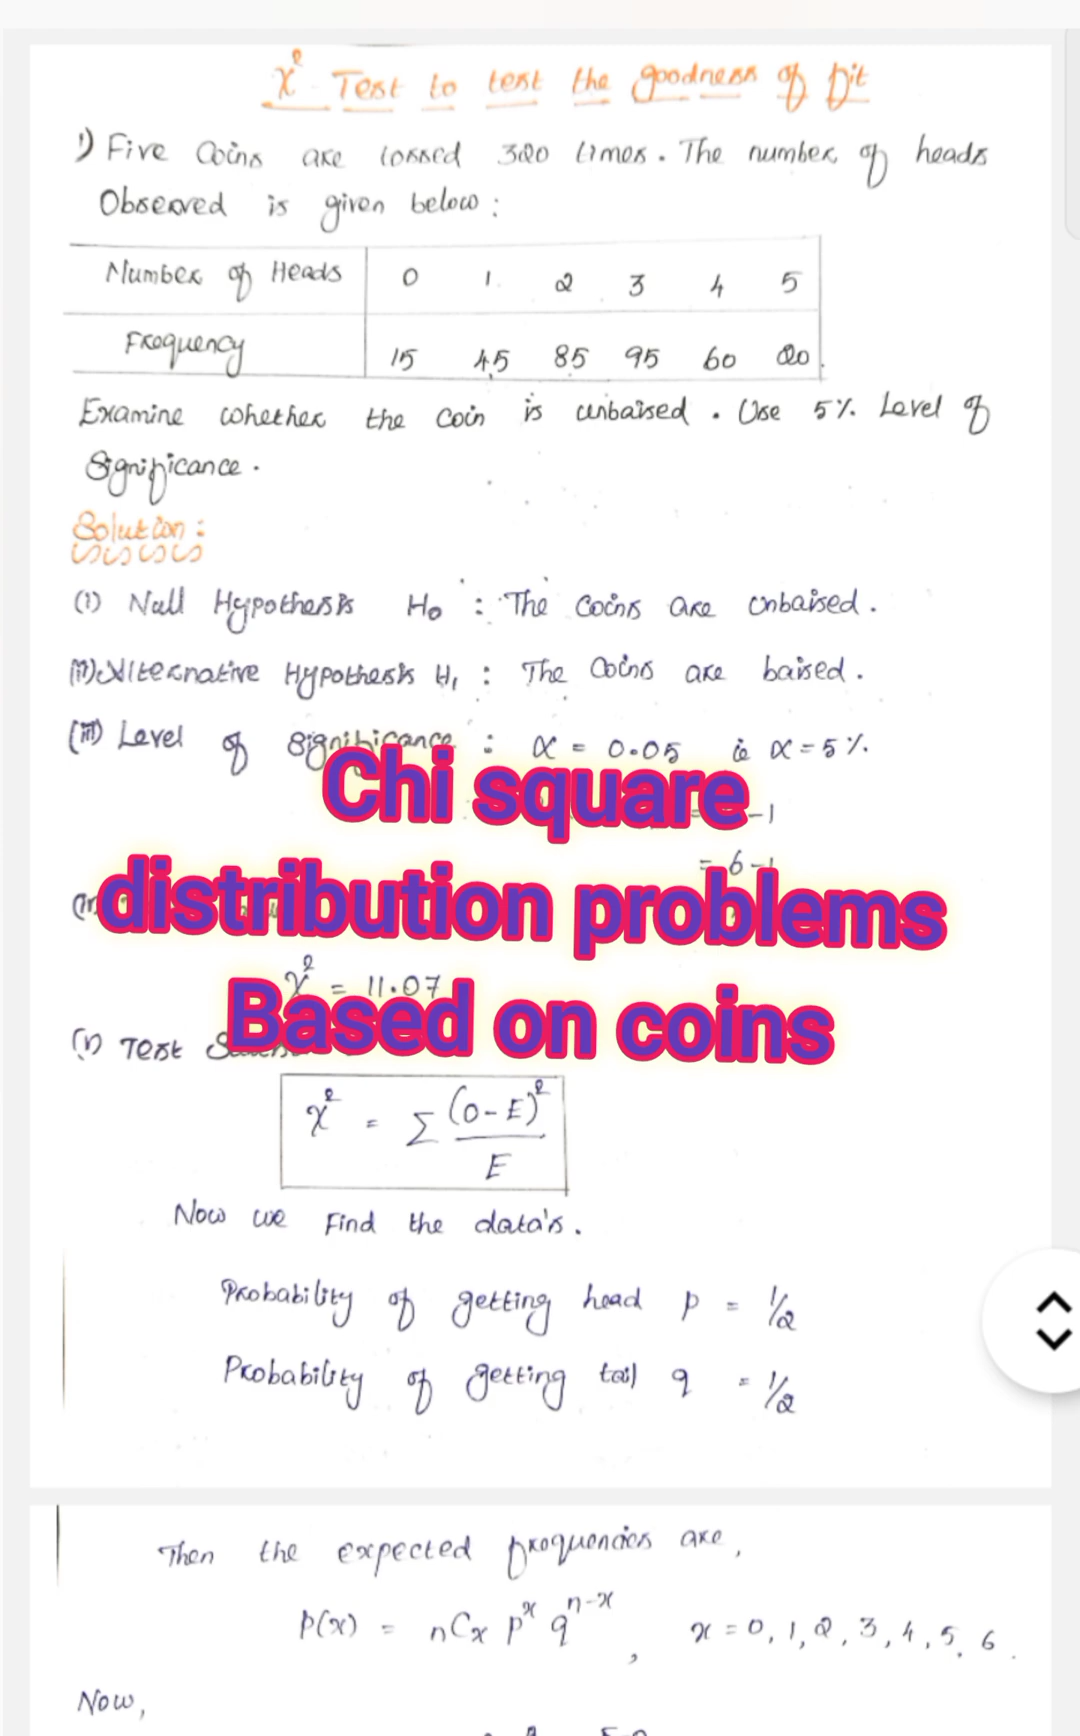 χ² Test to test the goodness of fit
1) Five Coins are tossed 320 times. The number of heads
Observed is given below :
Number of Heads 0 1 2 3 4 5
Frequency 15 45 85 95 60 20
Examine whether the coin is unbaised. Use 5% Level of
Significance.
Solution :
(i) Null Hypothesis H₀ : The coins are unbaised.
(ii) Alternative Hypothesis H₁ : The Coins are baised.
(iii) Level of significance : α = 0.05 ie α = 5%.
Chi square
-1
= 6-1
distribution problems
χ² = 11.07
Based on coins
(v) Test
χ² = Σ (O-E)² / E
Now we Find the data's.
Probability of getting head p = 1/2
Probability of getting tail q = 1/2
Then the expected frequencies are,
P(x) = nCx pˣ qⁿ⁻ˣ, x = 0, 1, 2, 3, 4, 5, 6.
Now,